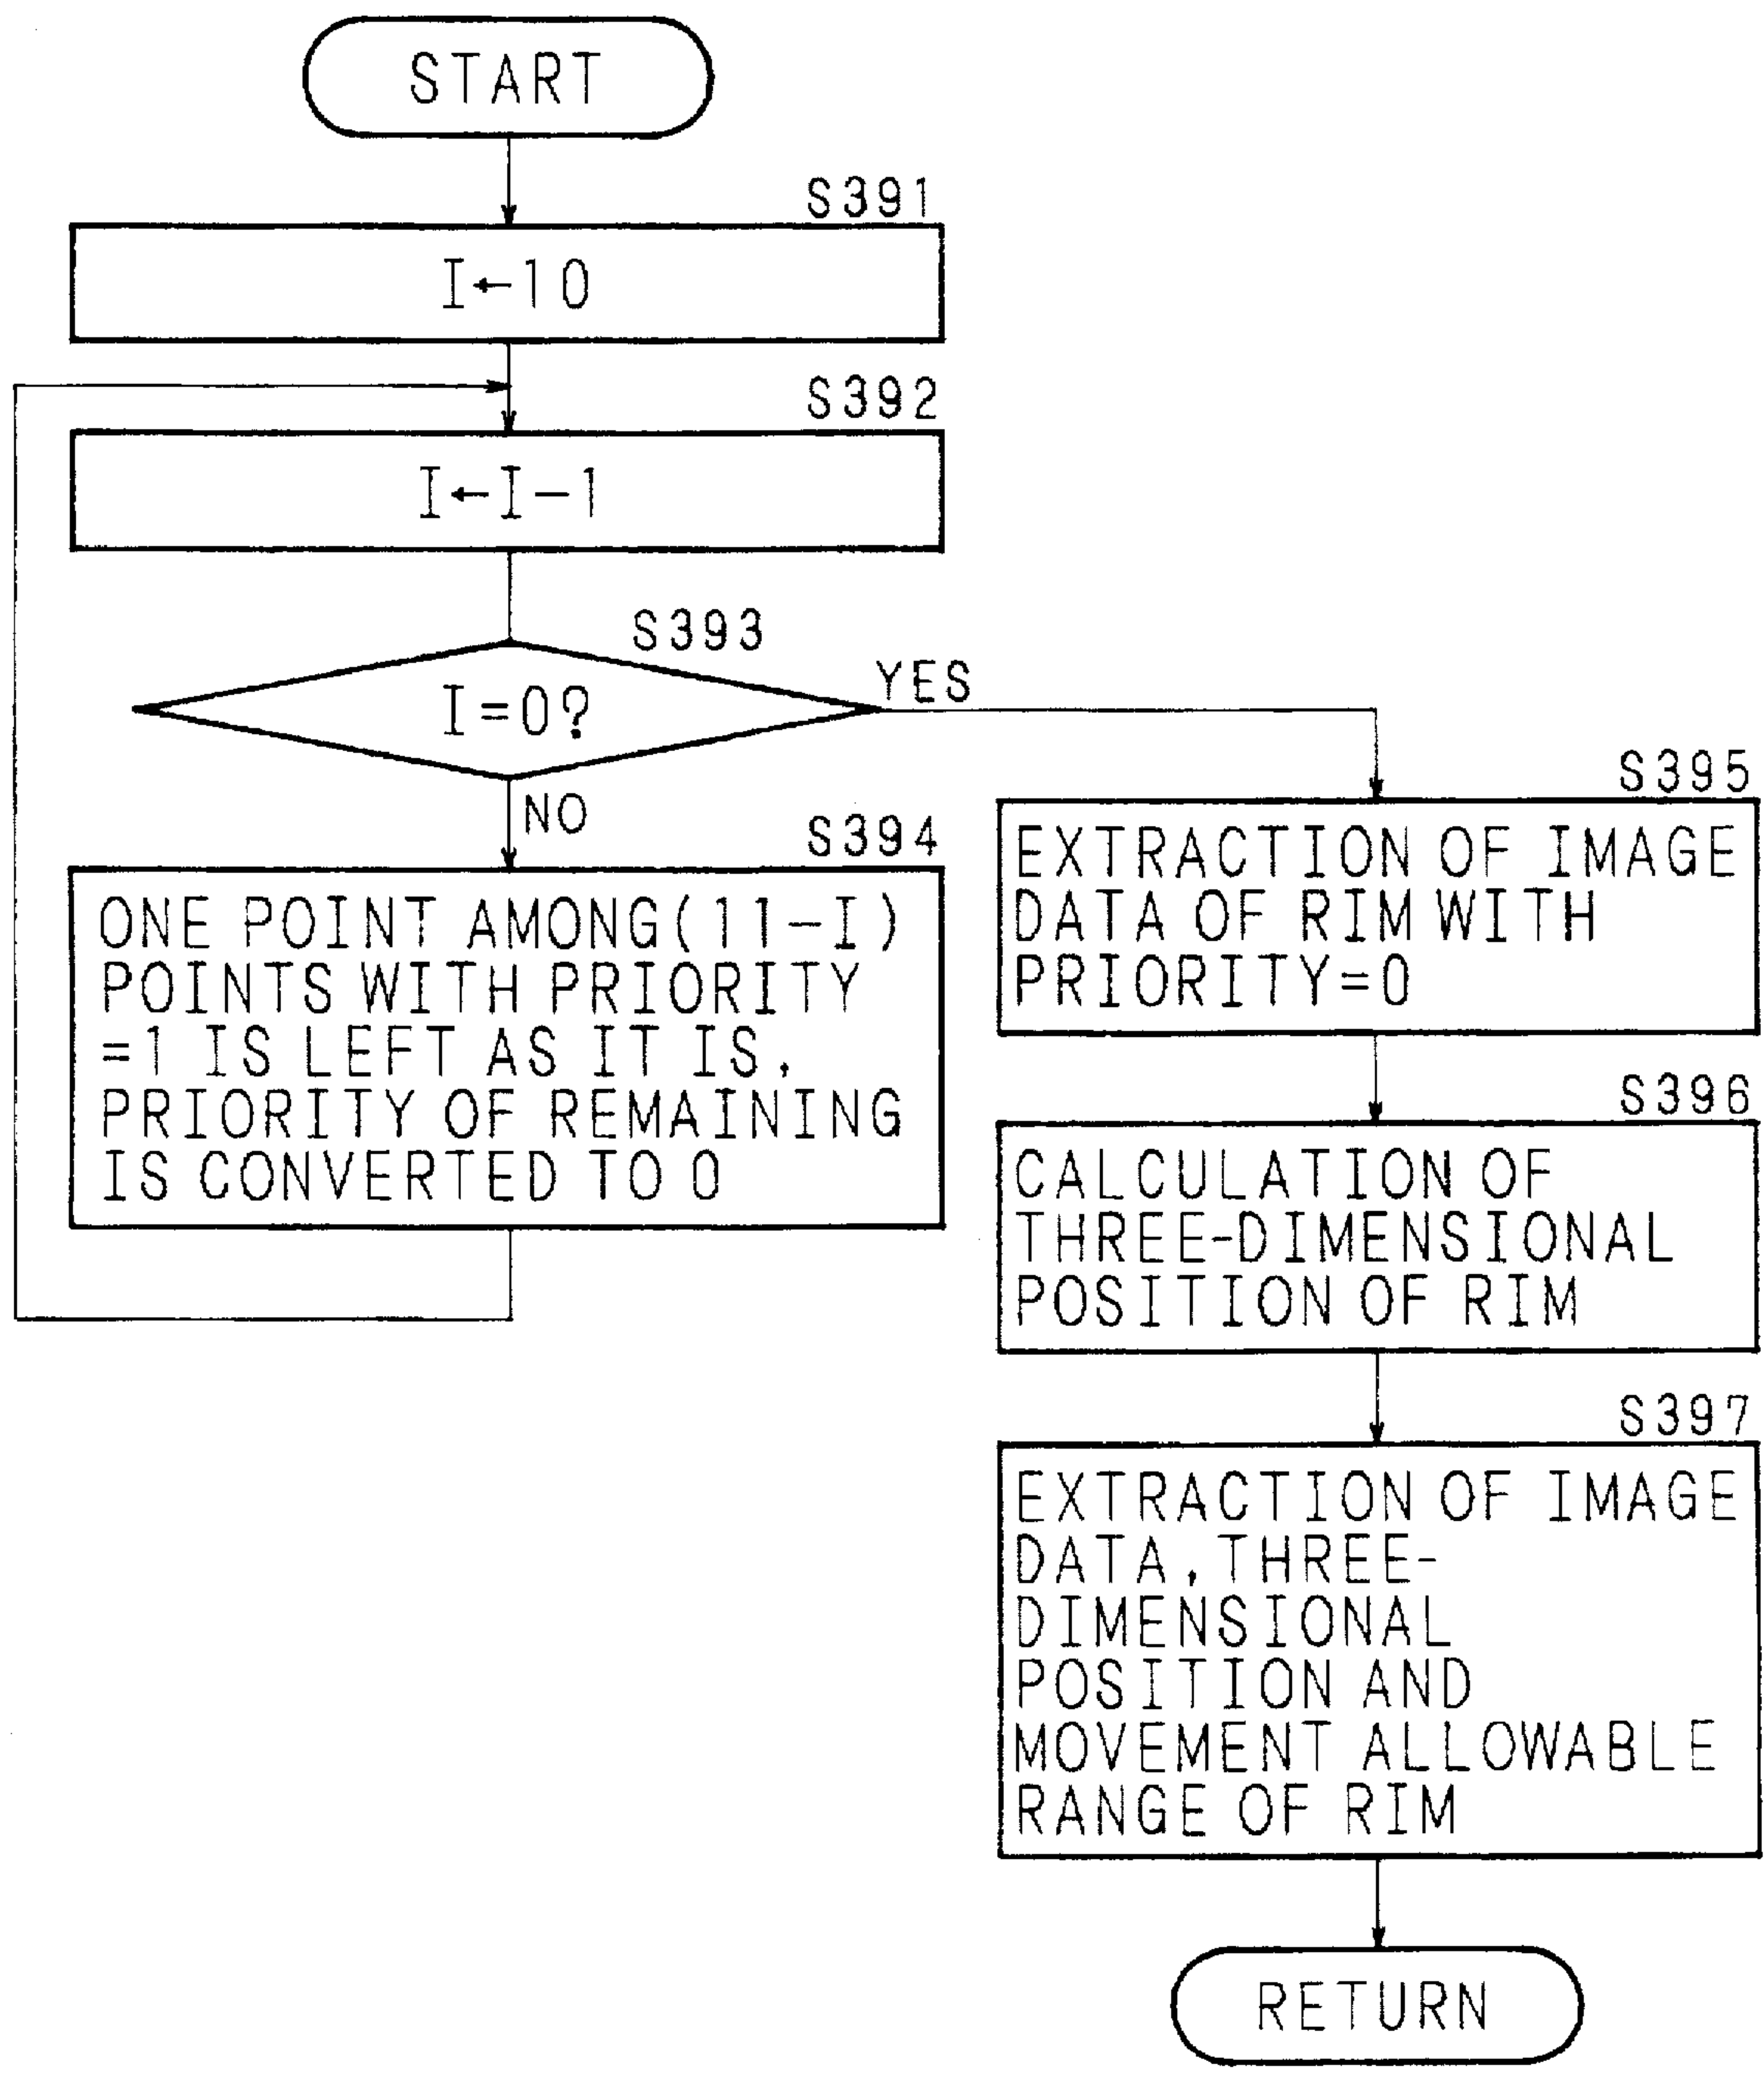 START
S391
I←10
S392
I←I-1
S393
I=0?
YES
NO
S394
ONE POINT AMONG(11-I)
POINTS WITH PRIORITY
=1 IS LEFT AS IT IS,
PRIORITY OF REMAINING
IS CONVERTED TO 0
S395
EXTRACTION OF IMAGE
DATA OF RIM WITH
PRIORITY=0
S396
CALCULATION OF
THREE-DIMENSIONAL
POSITION OF RIM
S397
EXTRACTION OF IMAGE
DATA,THREE-
DIMENSIONAL
POSITION AND
MOVEMENT ALLOWABLE
RANGE OF RIM
RETURN